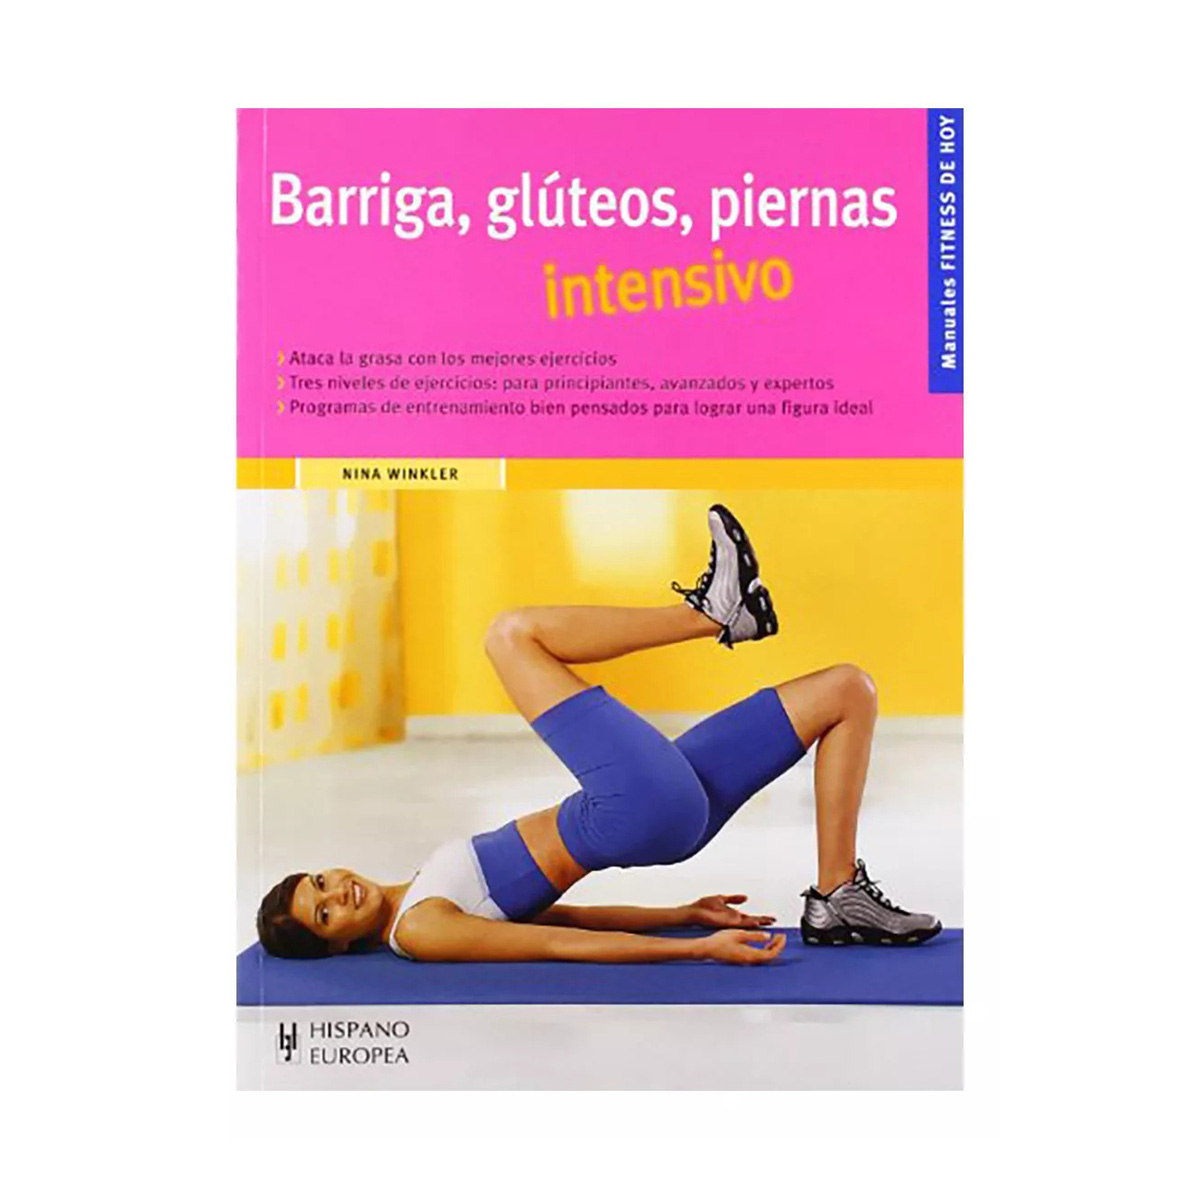 Barriga, glúteos, piernas
intensivo
Ataca la grasa con los mejores ejercicios
Tres niveles de ejercicios: para principiantes, avanzados y expertos
Programas de entrenamiento bien pensados para lograr una figura ideal
Manuales FITNESS DE HOY
NINA WINKLER
HISPANO
EUROPEA